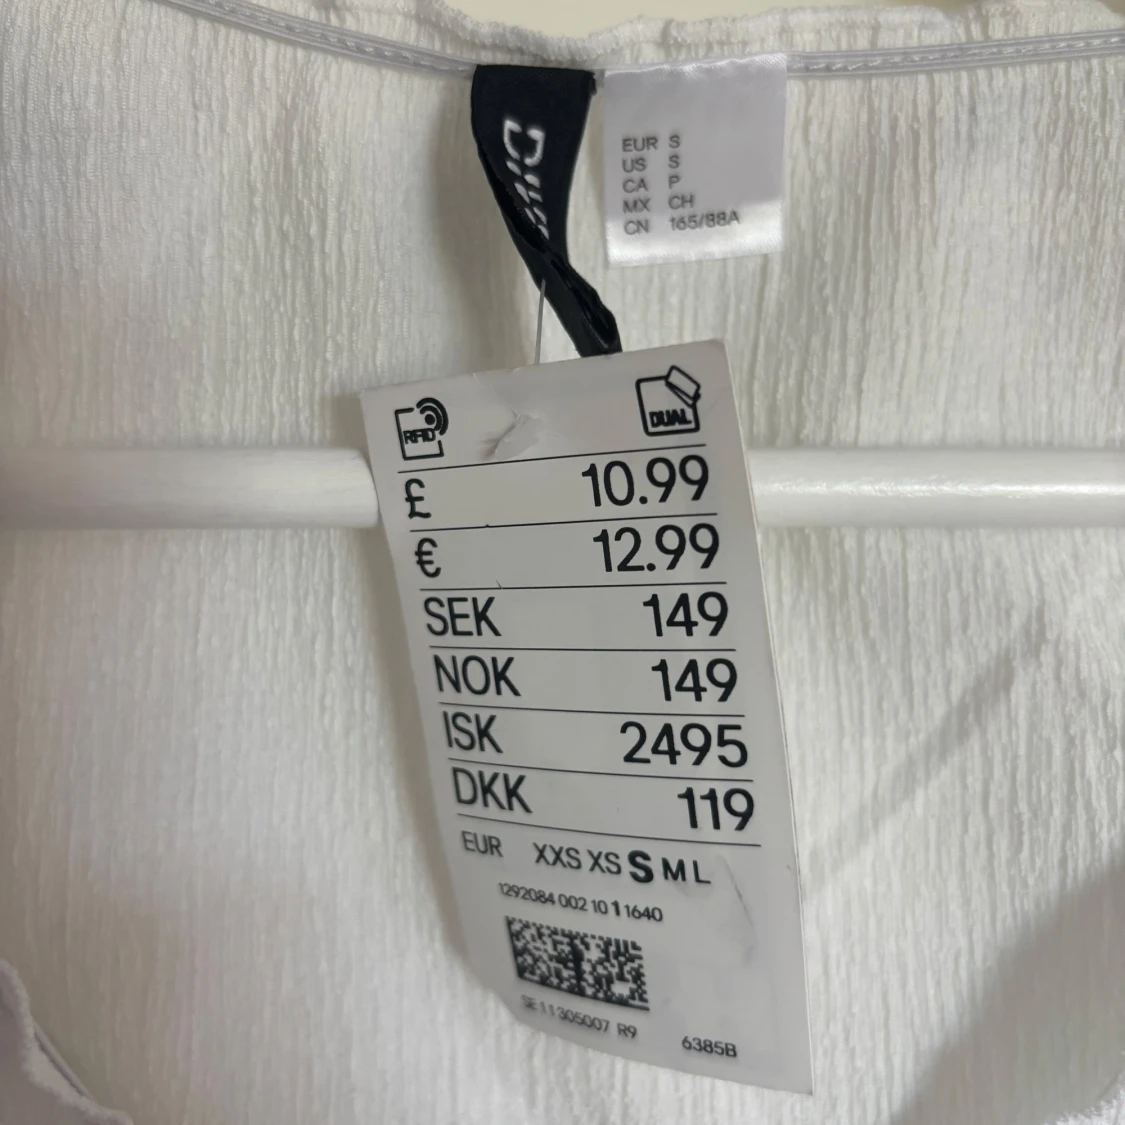 EUR S
US S
CA P
MX CH
CN 165/88A
RFID
DUAL
£ 10.99
€ 12.99
SEK 149
NOK 149
ISK 2495
DKK 119
EUR XXS XS S M L
1292084 002 10 1 1640
SE 11305007 R9
6385B